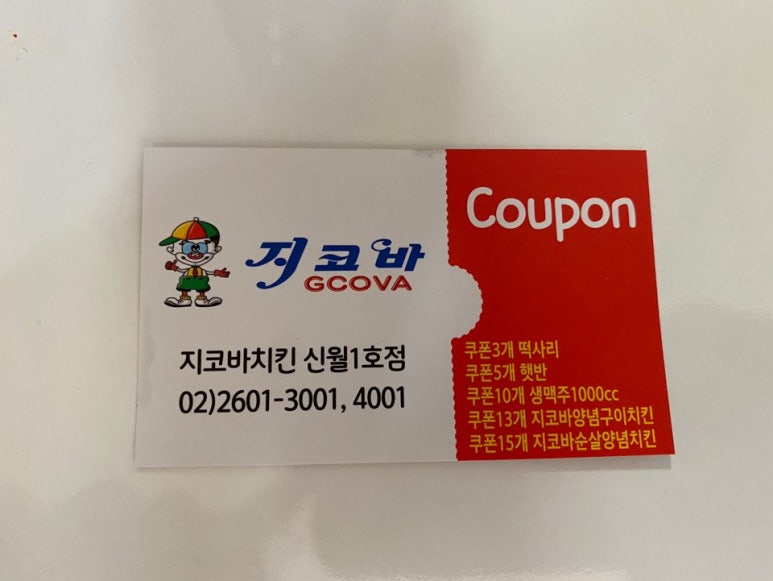 지코바
GCOVA
지코바치킨 신월1호점
02)2601-3001, 4001
Coupon
쿠폰3개 떡사리
쿠폰5개 햇반
쿠폰10개 생맥주1000cc
쿠폰13개 지코바양념구이치킨
쿠폰15개 지코바순살양념치킨